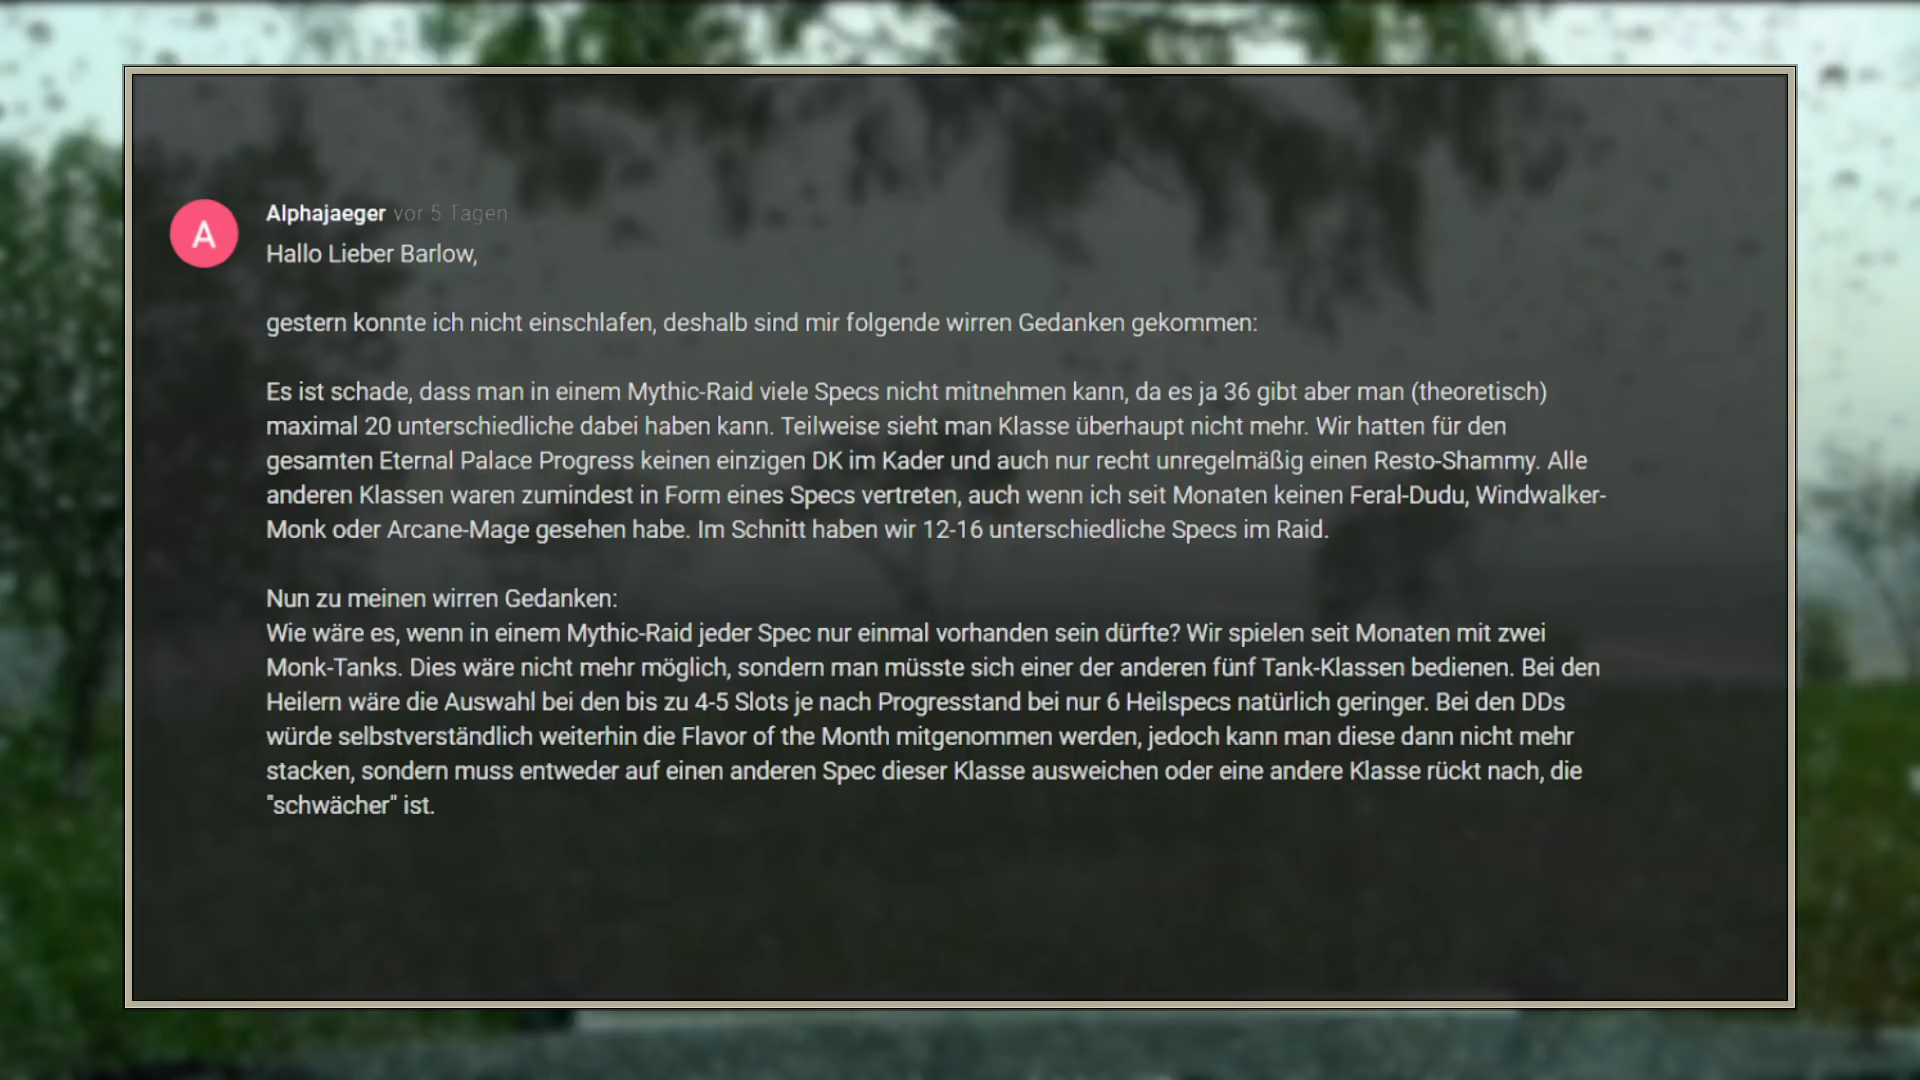 A
Alphajaeger vor 5 Tagen
Hallo Lieber Barlow,
gestern konnte ich nicht einschlafen, deshalb sind mir folgende wirren Gedanken gekommen:
Es ist schade, dass man in einem Mythic-Raid viele Specs nicht mitnehmen kann, da es ja 36 gibt aber man (theoretisch)
maximal 20 unterschiedliche dabei haben kann. Teilweise sieht man Klasse überhaupt nicht mehr. Wir hatten für den
gesamten Eternal Palace Progress keinen einzigen DK im Kader und auch nur recht unregelmäßig einen Resto-Shammy. Alle
anderen Klassen waren zumindest in Form eines Specs vertreten, auch wenn ich seit Monaten keinen Feral-Dudu, Windwalker-
Monk oder Arcane-Mage gesehen habe. Im Schnitt haben wir 12-16 unterschiedliche Specs im Raid.
Nun zu meinen wirren Gedanken:
Wie wäre es, wenn in einem Mythic-Raid jeder Spec nur einmal vorhanden sein dürfte? Wir spielen seit Monaten mit zwei
Monk-Tanks. Dies wäre nicht mehr möglich, sondern man müsste sich einer der anderen fünf Tank-Klassen bedienen. Bei den
Heilern wäre die Auswahl bei den bis zu 4-5 Slots je nach Progresstand bei nur 6 Heilspecs natürlich geringer. Bei den DDs
würde selbstverständlich weiterhin die Flavor of the Month mitgenommen werden, jedoch kann man diese dann nicht mehr
stacken, sondern muss entweder auf einen anderen Spec dieser Klasse ausweichen oder eine andere Klasse rückt nach, die
"schwächer" ist.